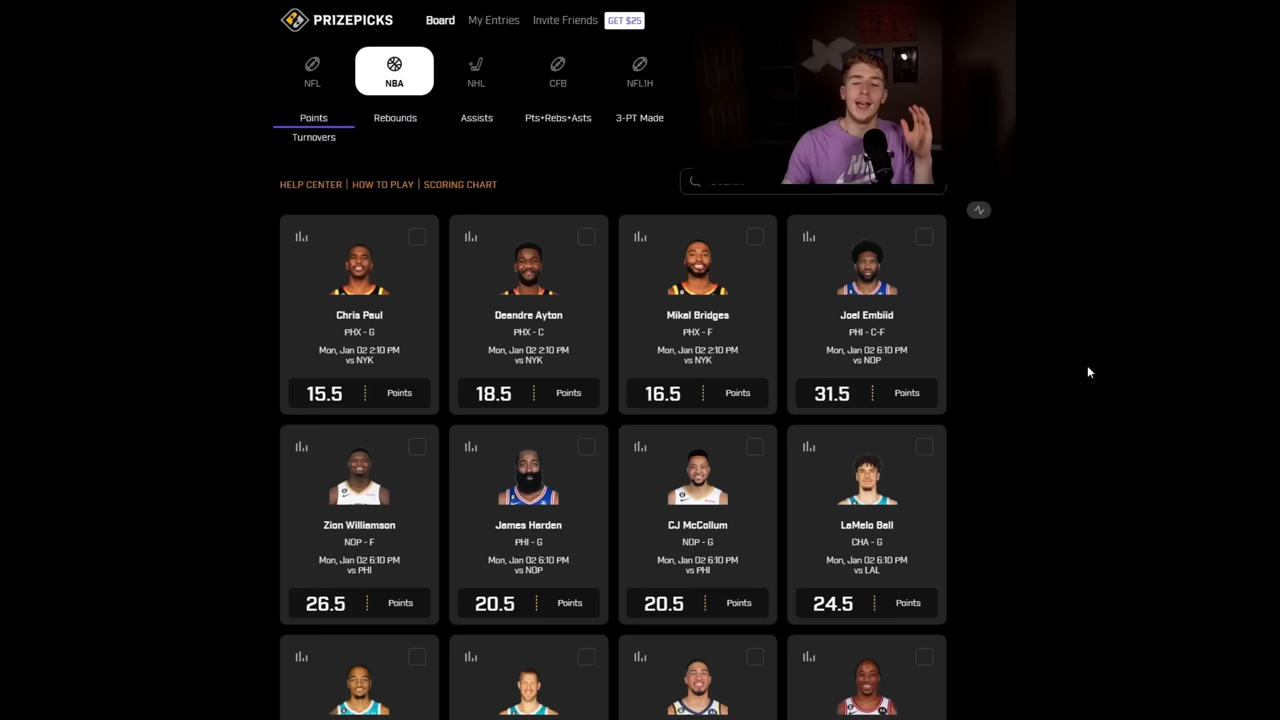 PRIZEPICKS
Board
My Entries
Invite Friends
GET $25
NFL
NBA
NHL
CFB
NFL1H
Points
Rebounds
Assists
Pts+Rebs+Asts
3-PT Made
Turnovers
HELP CENTER | HOW TO PLAY | SCORING CHART
Chris Paul
PHX - G
Mon, Jan 02 2:10 PM
vs NYK
15.5
Points
Deandre Ayton
PHX - C
Mon, Jan 02 2:10 PM
vs NYK
18.5
Points
Mikal Bridges
PHX - F
Mon, Jan 02 2:10 PM
vs NYK
16.5
Points
Joel Embiid
PHI - C-F
Mon, Jan 02 6:10 PM
vs NOP
31.5
Points
Zion Williamson
NOP - F
Mon, Jan 02 6:10 PM
vs PHI
26.5
Points
James Harden
PHI - G
Mon, Jan 02 6:10 PM
vs NOP
20.5
Points
CJ McCollum
NOP - G
Mon, Jan 02 6:10 PM
vs PHI
20.5
Points
LaMelo Ball
CHA - G
Mon, Jan 02 6:10 PM
vs LAL
24.5
Points